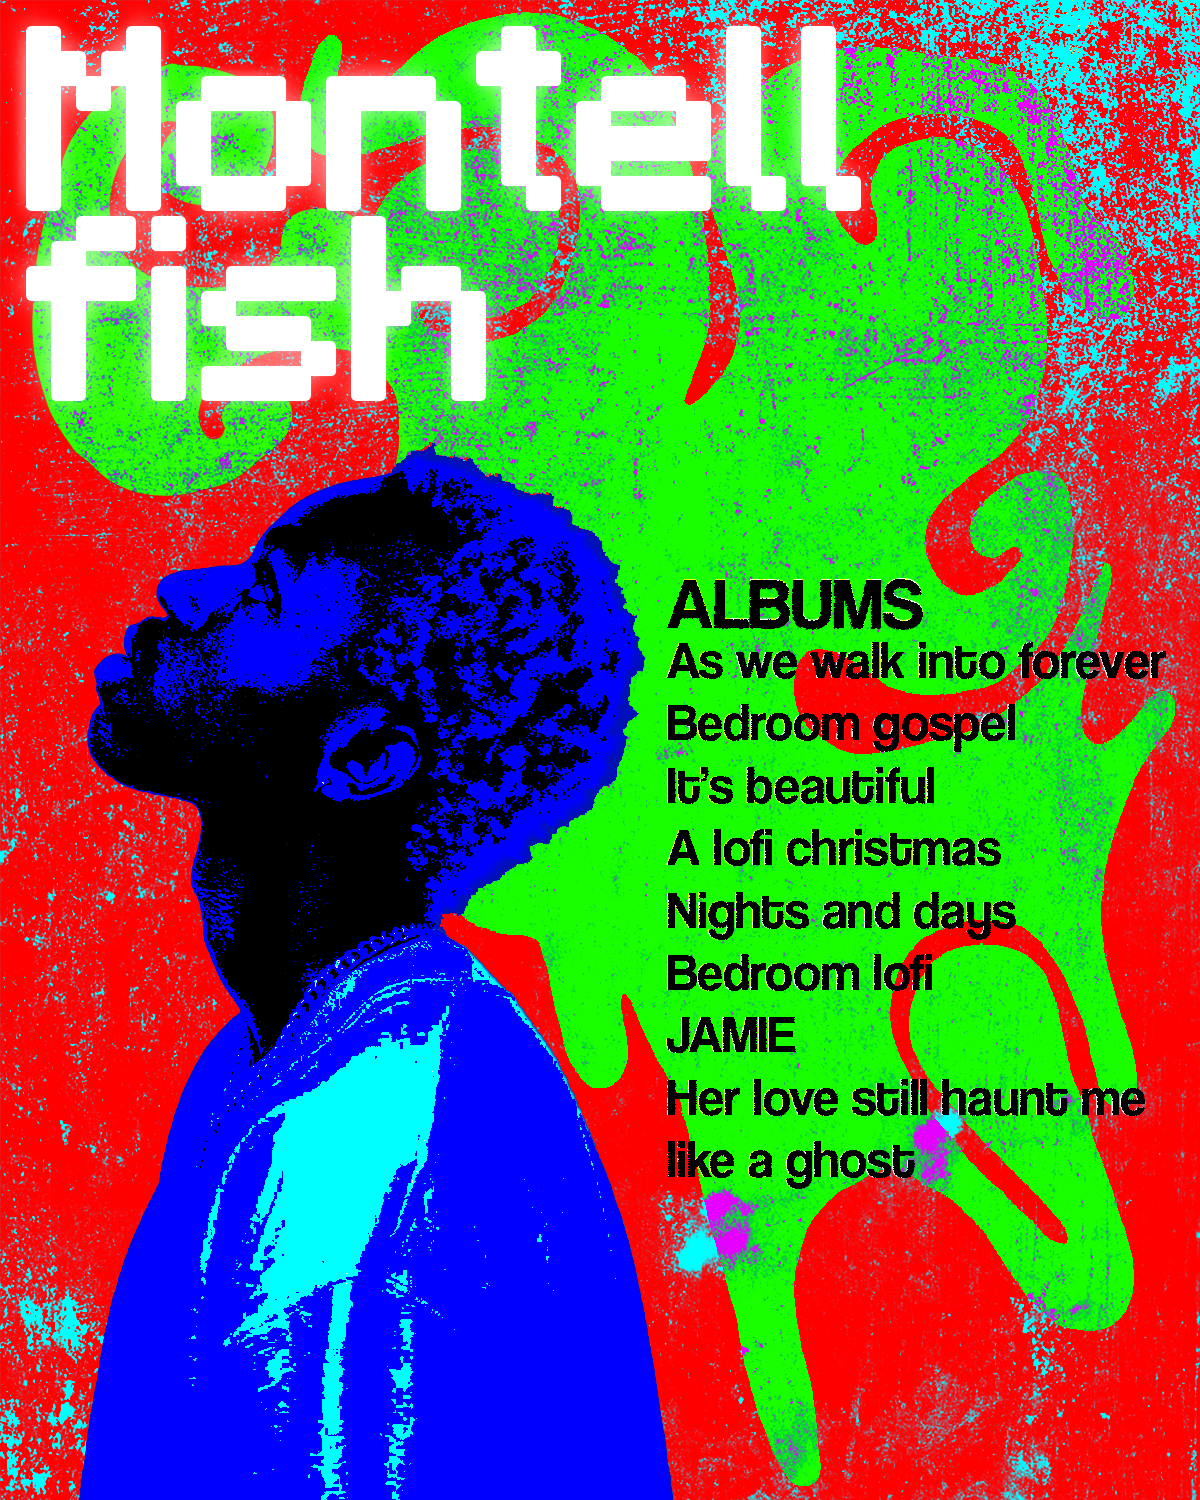 Montell
fish
ALBUMS
As we walk into forever
Bedroom gospel
It’s beautiful
A lofi christmas
Nights and days
Bedroom lofi
JAMIE
Her love still haunt me
like a ghost